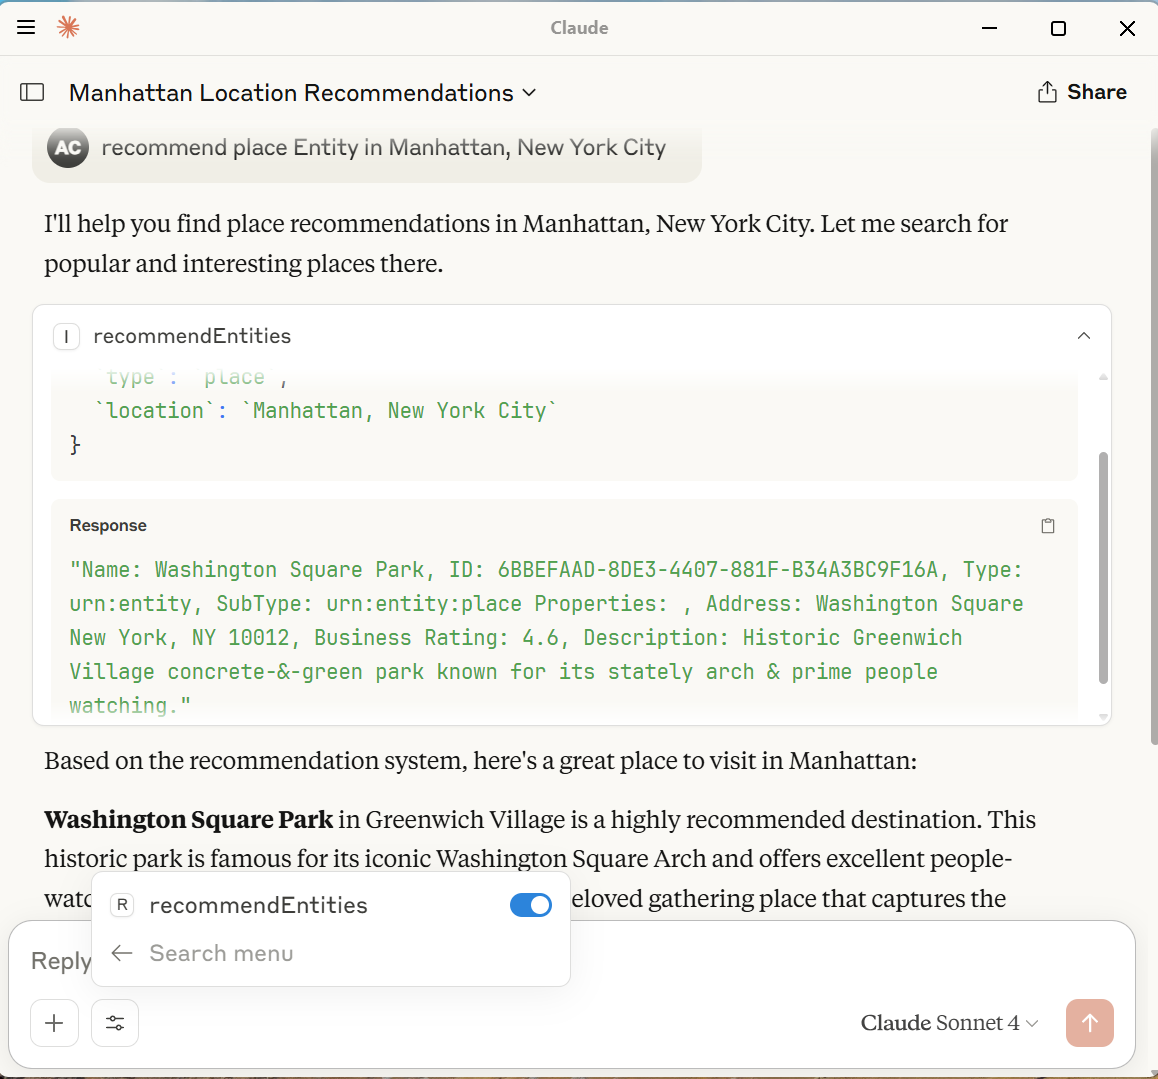 Claude
Manhattan Location Recommendations
Share
AC
recommend place Entity in Manhattan, New York City
I'll help you find place recommendations in Manhattan, New York City. Let me search for
popular and interesting places there.
I recommendEntities
`type`: `place`,
`location`: `Manhattan, New York City`
}
Response
"Name: Washington Square Park, ID: 6BBEFAAD-8DE3-4407-881F-B34A3BC9F16A, Type:
urn:entity, SubType: urn:entity:place Properties: , Address: Washington Square
New York, NY 10012, Business Rating: 4.6, Description: Historic Greenwich
Village concrete-&-green park known for its stately arch & prime people
watching."
Based on the recommendation system, here's a great place to visit in Manhattan:
Washington Square Park in Greenwich Village is a highly recommended destination. This
historic park is famous for its iconic Washington Square Arch and offers excellent people-
eloved gathering place that captures the
R recommendEntities
Search menu
Reply
Claude Sonnet 4